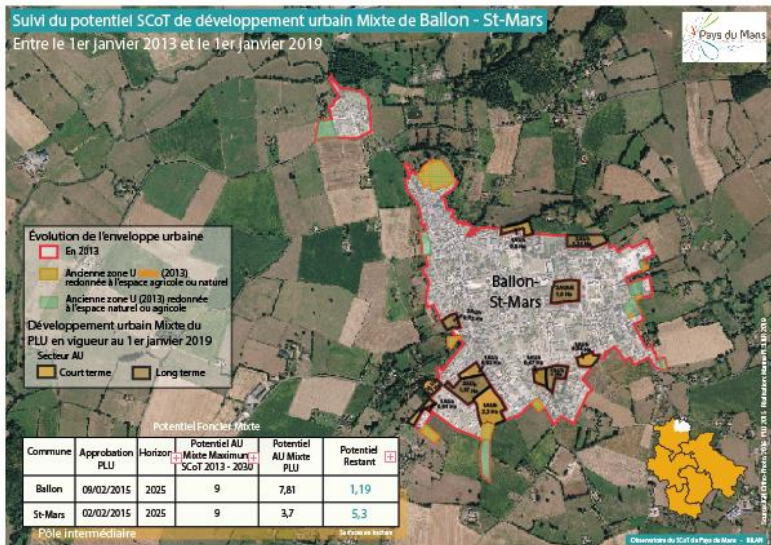 Suivi du potentiel SCoT de développement urbain Mixte de Ballon - St-Mars
Entre le 1er janvier 2013 et le 1er janvier 2019
Pays du Mans
Évolution de l'enveloppe urbaine
En 2013
Ancienne zone U (2013)
redonnée à l'espace agricole ou naturel
Ancienne zone U (2013) redonnée
à l'espace naturel ou agricole
Développement urbain Mixte du
PLU en vigueur au 1er janvier 2019
Secteur AU
Court terme
Long terme
Ballon-
St-Mars
Potentiel Foncier Mixte
Commune
Approbation
PLU
Horizon
Potentiel AU
Mixte Maximum
SCoT 2013 - 2030
Potentiel
AU Mixte
PLU
Potentiel
Restant
Ballon 09/02/2015 2025 9 7,81 1,19
St-Mars 02/02/2015 2025 9 3,7 5,3
Pôle intermédiaire
Observatoire du SCoT du Pays du Mans - BILAN